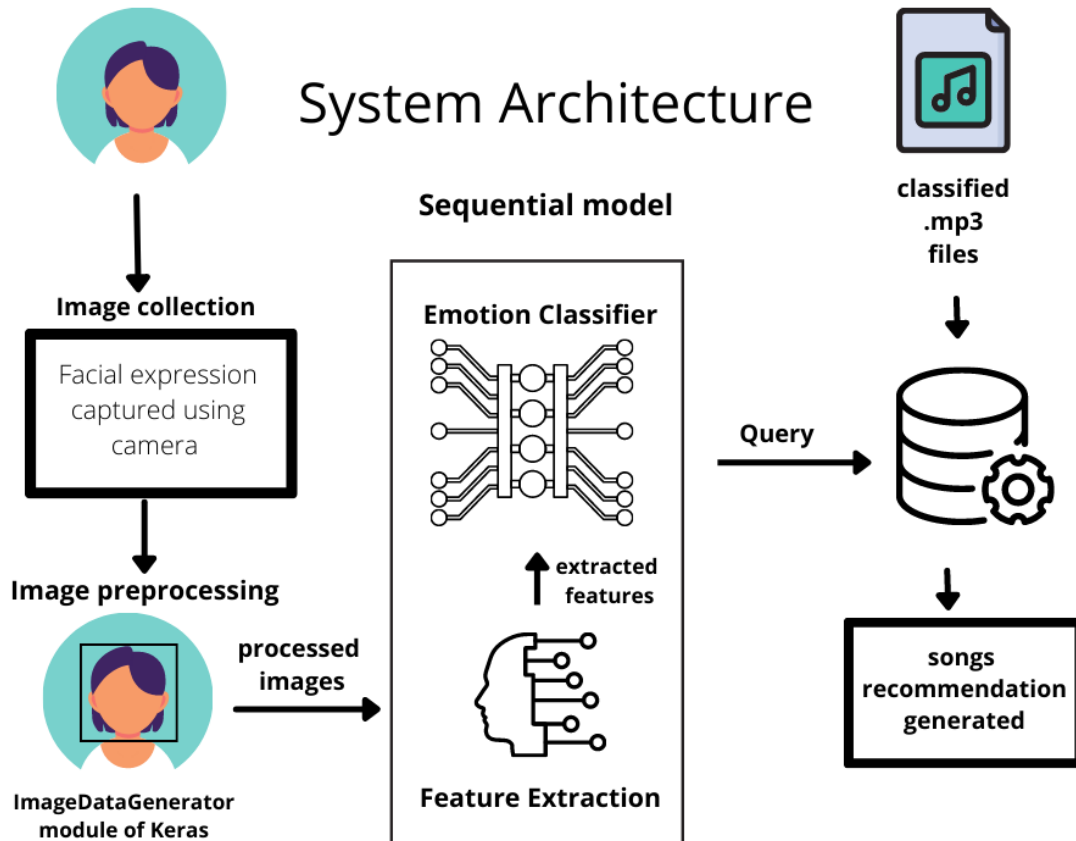 System Architecture
Image collection
Facial expression
captured using
camera
Image preprocessing
ImageDataGenerator
module of Keras
processed
images
Sequential model
Emotion Classifier
extracted
features
Feature Extraction
Query
classified
.mp3
files
songs
recommendation
generated